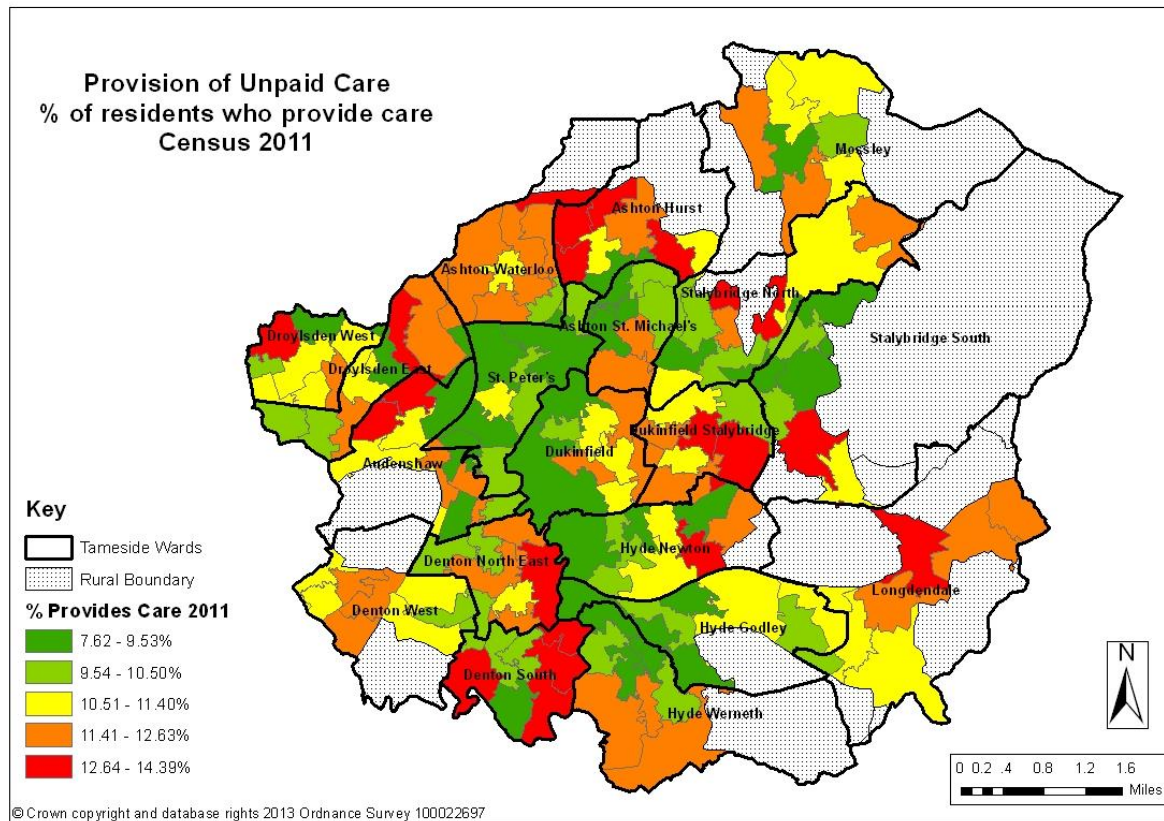 Provision of Unpaid Care
% of residents who provide care
Census 2011
Mossley
Ashton Hurst
Ashton Waterloo
Stalybridge North
Ashton St. Michael's
Droylsden West
Stalybridge South
Droylsden East
St. Peter's
Dukinfield Stalybridge
Dukinfield
Audenshaw
Hyde Newton
Denton North East
Longdendale
Denton West
Hyde Godley
Denton South
Hyde Werneth
Key
Tameside Wards
Rural Boundary
% Provides Care 2011
7.62 - 9.53%
9.54 - 10.50%
10.51 - 11.40%
11.41 - 12.63%
12.64 - 14.39%
N
0 0.2 .4 0.8 1.2 1.6
Miles
© Crown copyright and database rights 2013 Ordnance Survey 100022697